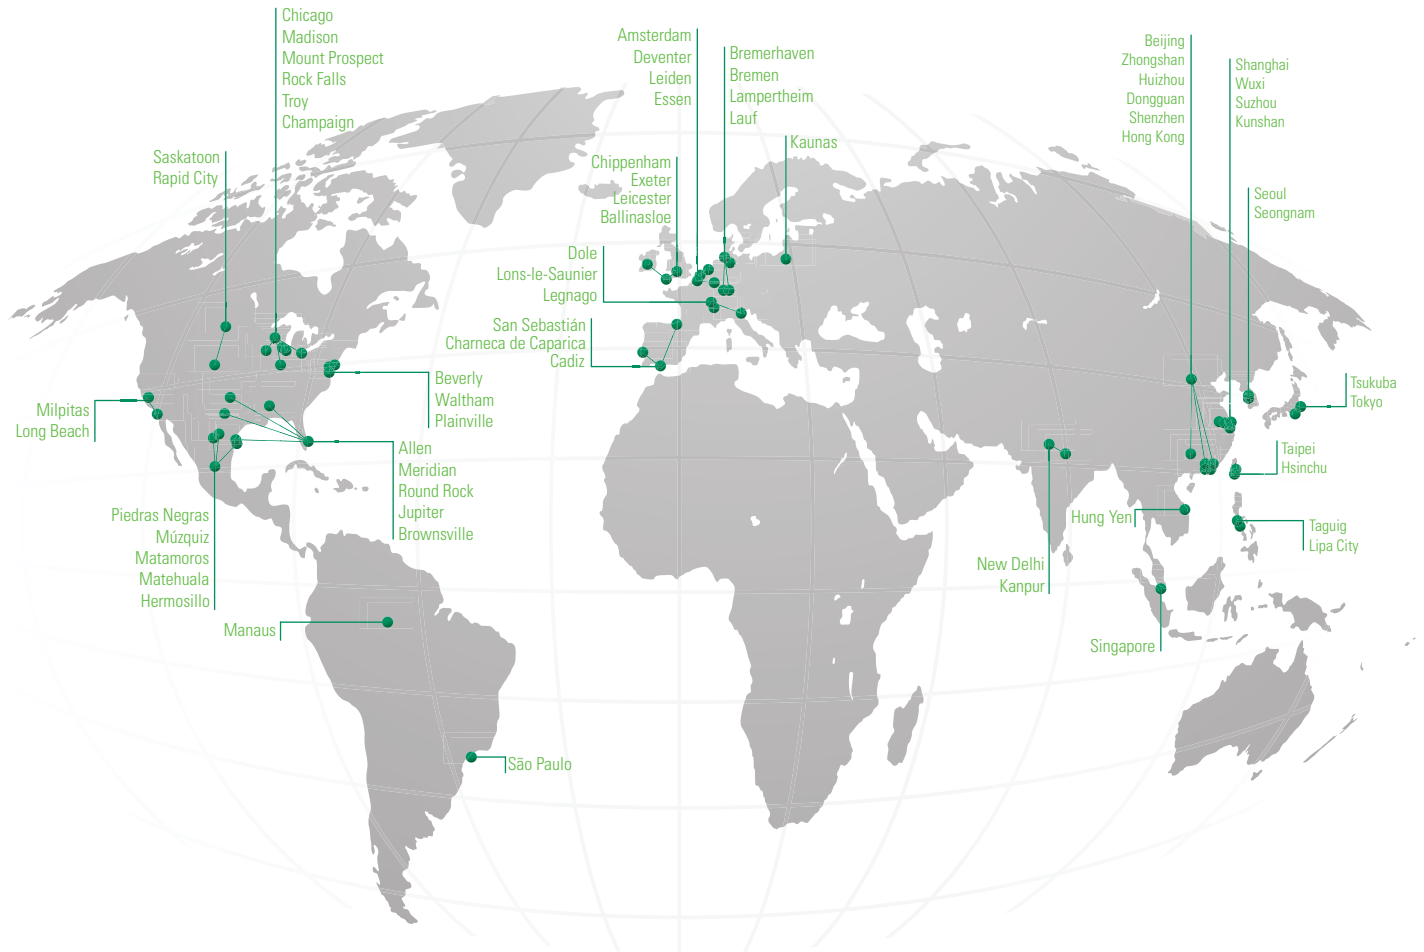 Chicago
Madison
Mount Prospect
Rock Falls
Troy
Champaign
Saskatoon
Rapid City
Amsterdam
Deventer
Leiden
Essen
Bremerhaven
Bremen
Lampertheim
Lauf
Kaunas
Chippenham
Exeter
Leicester
Ballinasloe
Dole
Lons-le-Saunier
Legnago
San Sebastián
Charneca de Caparica
Cadiz
Beijing
Zhongshan
Huizhou
Dongguan
Shenzhen
Hong Kong
Shanghai
Wuxi
Suzhou
Kunshan
Seoul
Seongnam
Tsukuba
Tokyo
Taipei
Hsinchu
Taguig
Lipa City
Hung Yen
New Delhi
Kanpur
Singapore
Milpitas
Long Beach
Beverly
Waltham
Plainville
Allen
Meridian
Round Rock
Jupiter
Brownsville
Piedras Negras
Múzquiz
Matamoros
Matehuala
Hermosillo
Manaus
São Paulo